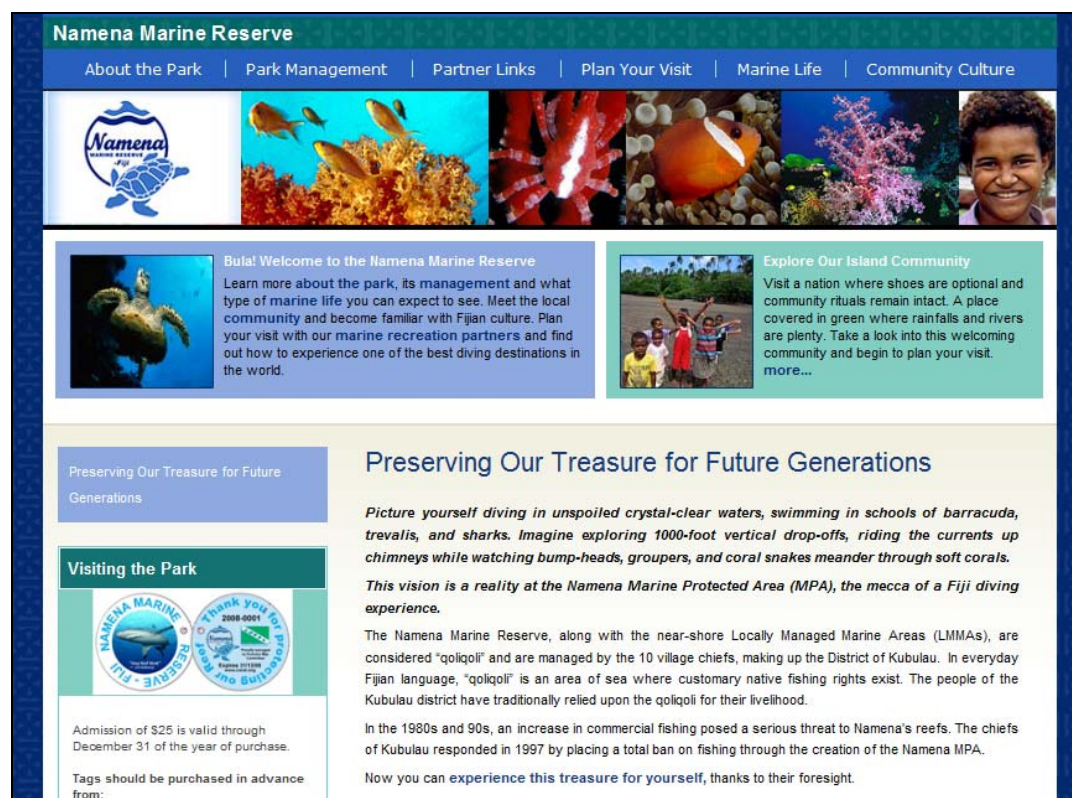 Namena Marine Reserve
About the Park | Park Management | Partner Links | Plan Your Visit | Marine Life | Community Culture
Namena
MARINE RESERVE
Fiji
Bula! Welcome to the Namena Marine Reserve
Learn more about the park, its management and what
type of marine life you can expect to see. Meet the local
community and become familiar with Fijian culture. Plan
your visit with our marine recreation partners and find
out how to experience one of the best diving destinations in
the world.
Explore Our Island Community
Visit a nation where shoes are optional and
community rituals remain intact. A place
covered in green where rainfalls and rivers
are plenty. Take a look into this welcoming
community and begin to plan your visit.
more...
Preserving Our Treasure for Future
Generations
Visiting the Park
NAMENA MARINE RESERVE - FIJI
Thank you for protecting our Reef
2008-0001
Expires 31/12/08
www.coral.org
Admission of $25 is valid through
December 31 of the year of purchase.
Tags should be purchased in advance
from:
Preserving Our Treasure for Future Generations
Picture yourself diving in unspoiled crystal-clear waters, swimming in schools of barracuda,
trevalis, and sharks. Imagine exploring 1000-foot vertical drop-offs, riding the currents up
chimneys while watching bump-heads, groupers, and coral snakes meander through soft corals.
This vision is a reality at the Namena Marine Protected Area (MPA), the mecca of a Fiji diving
experience.
The Namena Marine Reserve, along with the near-shore Locally Managed Marine Areas (LMMAs), are
considered “qoliqoli” and are managed by the 10 village chiefs, making up the District of Kubulau. In everyday
Fijian language, “qoliqoli” is an area of sea where customary native fishing rights exist. The people of the
Kubulau district have traditionally relied upon the qoliqoli for their livelihood.
In the 1980s and 90s, an increase in commercial fishing posed a serious threat to Namena’s reefs. The chiefs
of Kubulau responded in 1997 by placing a total ban on fishing through the creation of the Namena MPA.
Now you can experience this treasure for yourself, thanks to their foresight.